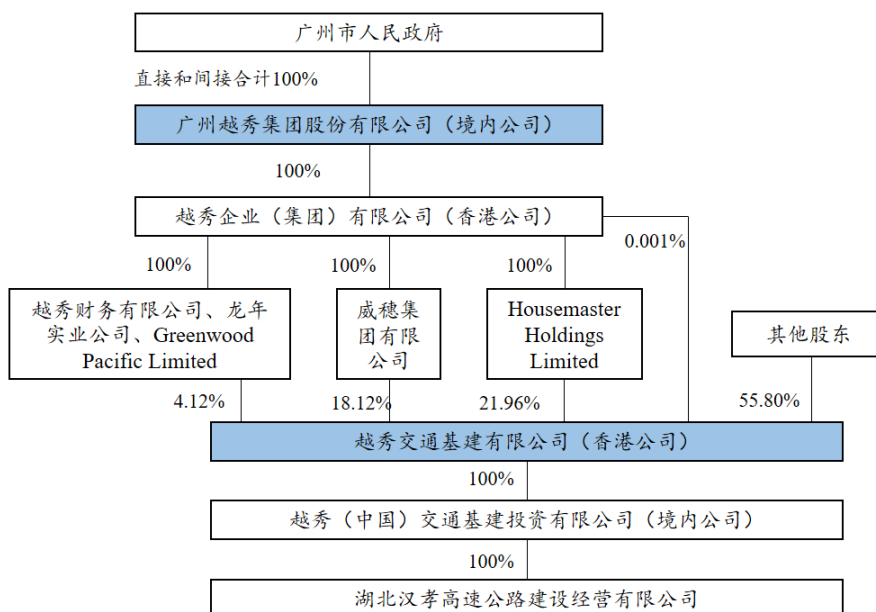 广州市人民政府
直接和间接合计100%
广州越秀集团股份有限公司（境内公司）
100%
越秀企业（集团）有限公司（香港公司）
0.001%
100%
100%
100%
越秀财务有限公司、龙年
实业公司、Greenwood
Pacific Limited
威穗集
团有限
公司
Housemaster
Holdings
Limited
其他股东
4.12%
18.12%
21.96%
55.80%
越秀交通基建有限公司（香港公司）
100%
越秀（中国）交通基建投资有限公司（境内公司）
100%
湖北汉孝高速公路建设经营有限公司